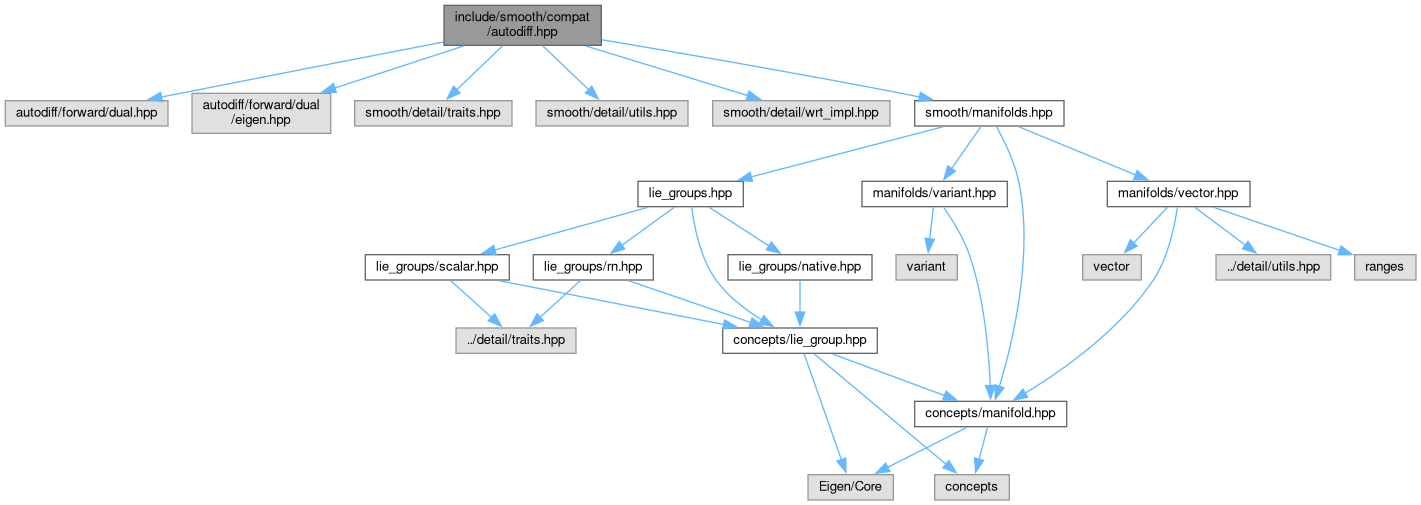 include/smooth/compat
/autodiff.hpp
autodiff/forward/dual.hpp
autodiff/forward/dual
/eigen.hpp
smooth/detail/traits.hpp
smooth/detail/utils.hpp
smooth/detail/wrt_impl.hpp
smooth/manifolds.hpp
lie_groups.hpp
manifolds/variant.hpp
manifolds/vector.hpp
lie_groups/scalar.hpp
lie_groups/rn.hpp
lie_groups/native.hpp
variant
vector
../detail/utils.hpp
ranges
../detail/traits.hpp
concepts/lie_group.hpp
concepts/manifold.hpp
Eigen/Core
concepts